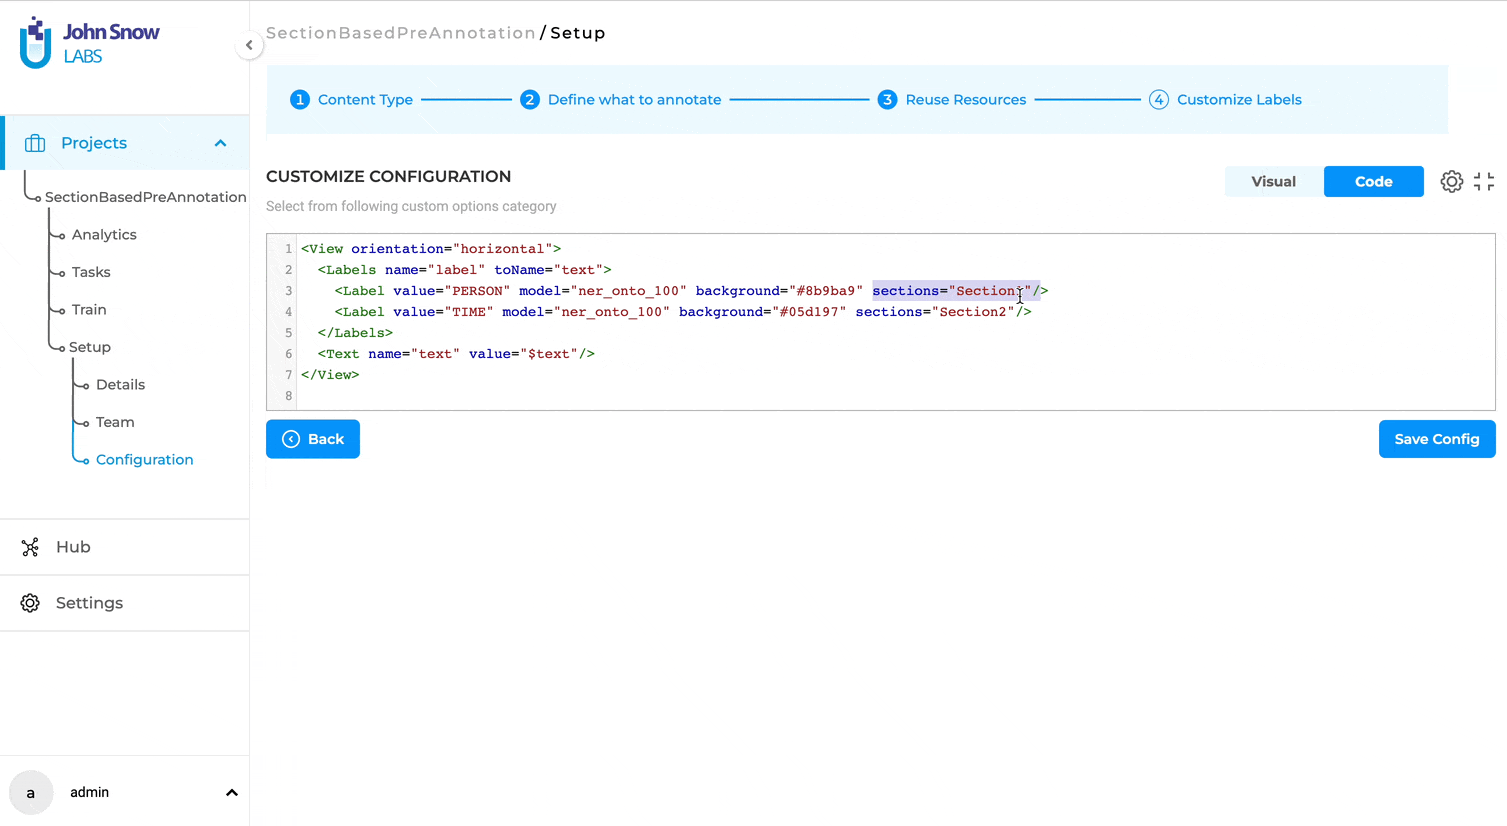 John Snow
LABS
SectionBasedPreAnnotation / Setup
1 Content Type
2 Define what to annotate
3 Reuse Resources
4 Customize Labels
Projects
SectionBasedPreAnnotation
Analytics
Tasks
Train
Setup
Details
Team
Configuration
Hub
Settings
a admin
CUSTOMIZE CONFIGURATION
Select from following custom options category
Visual Code
1 <View orientation="horizontal">
2 <Labels name="label" toName="text">
3 <Label value="PERSON" model="ner_onto_100" background="#8b9ba9" sections="Section1"/>
4 <Label value="TIME" model="ner_onto_100" background="#05d197" sections="Section2"/>
5 </Labels>
6 <Text name="text" value="$text"/>
7 </View>
8
Back
Save Config